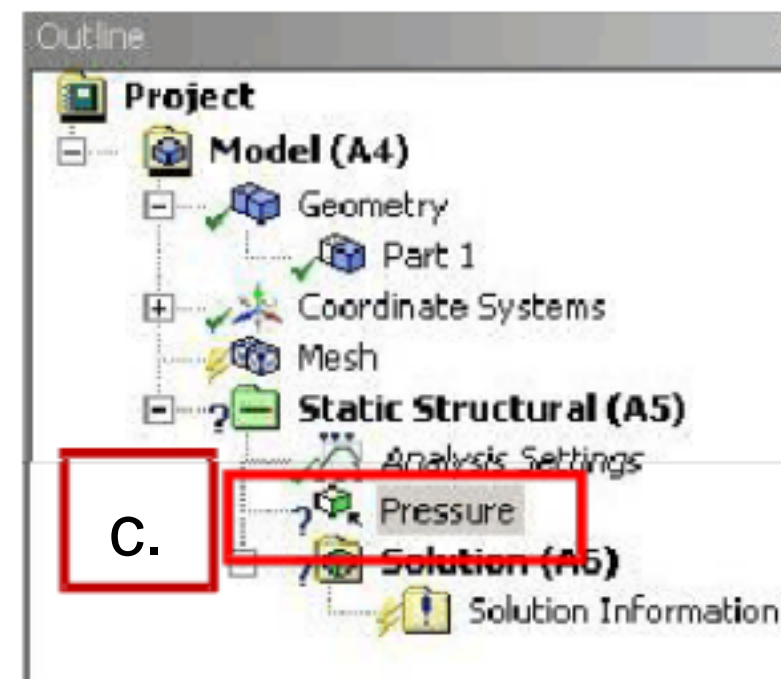 Outline
Project
Model (A4)
Geometry
Part 1
Coordinate Systems
Mesh
? Static Structural (A5)
Analysis Settings
c.
? Pressure
? Solution (A6)
Solution Information